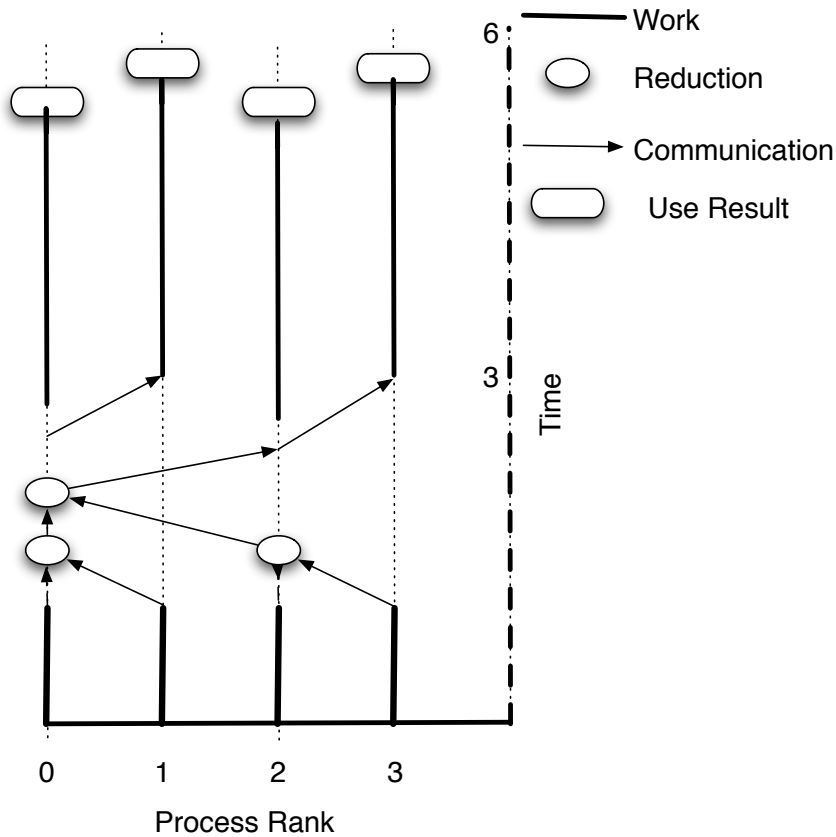 6
Work
Reduction
Communication
Use Result
3
Time
0 1 2 3
Process Rank